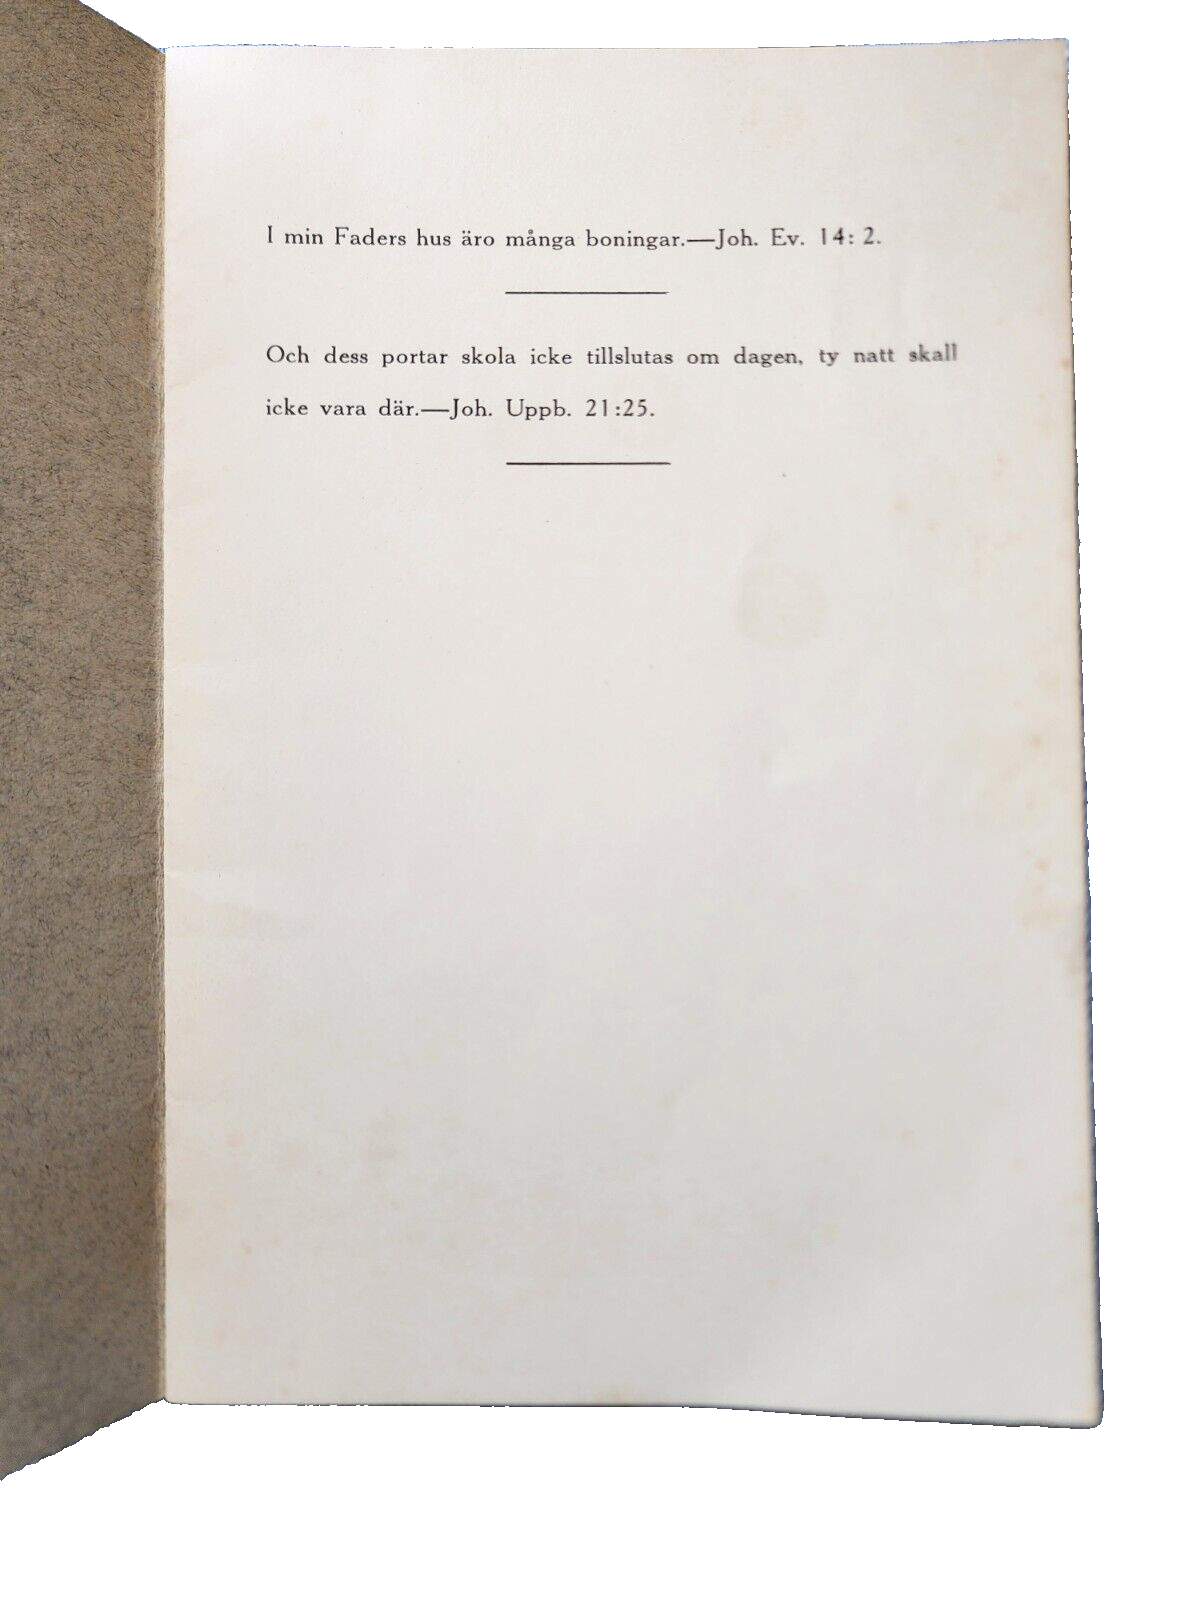 I min Faders hus äro många boningar.—Joh. Ev. 14: 2.
Och dess portar skola icke tillslutas om dagen, ty natt skall
icke vara där.—Joh. Uppb. 21:25.